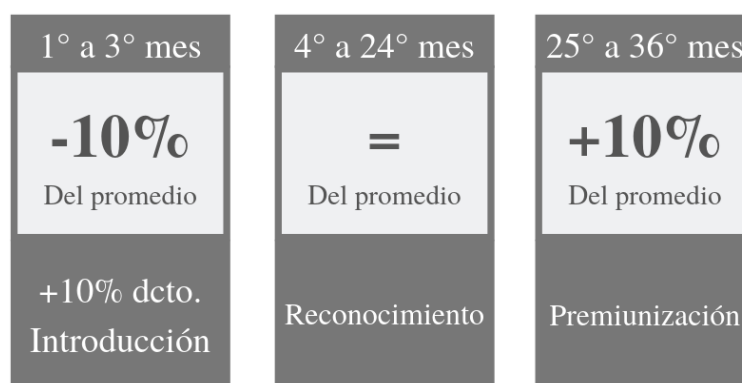 1° a 3° mes
-10%
Del promedio
+10% dcto.
Introducción
4° a 24° mes
=
Del promedio
Reconocimiento
25° a 36° mes
+10%
Del promedio
Premiunización